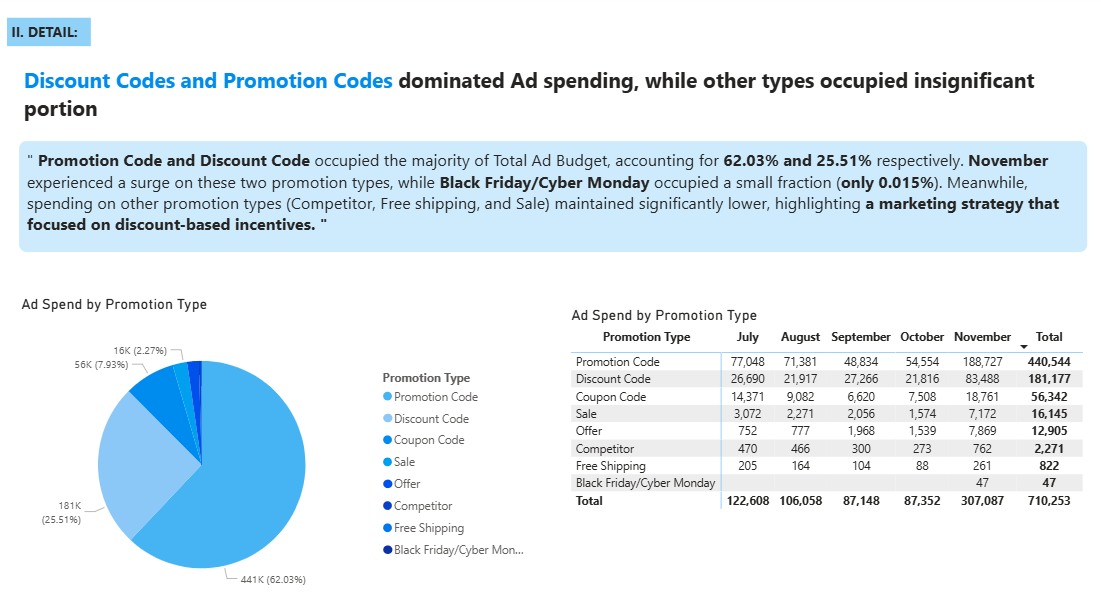 II. DETAIL:
Discount Codes and Promotion Codes dominated Ad spending, while other types occupied insignificant
portion
" Promotion Code and Discount Code occupied the majority of Total Ad Budget, accounting for 62.03% and 25.51% respectively. November
experienced a surge on these two promotion types, while Black Friday/Cyber Monday occupied a small fraction (only 0.015%). Meanwhile,
spending on other promotion types (Competitor, Free shipping, and Sale) maintained significantly lower, highlighting a marketing strategy that
focused on discount-based incentives. "
Ad Spend by Promotion Type
16K (2.27%)
56K (7.93%)
181K
(25.51%)
441K (62.03%)
Promotion Type
Promotion Code
Discount Code
Coupon Code
Sale
Offer
Competitor
Free Shipping
Black Friday/Cyber Mon...
Ad Spend by Promotion Type
Promotion Type July August September October November Total
Promotion Code 77,048 71,381 48,834 54,554 188,727 440,544
Discount Code 26,690 21,917 27,266 21,816 83,488 181,177
Coupon Code 14,371 9,082 6,620 7,508 18,761 56,342
Sale 3,072 2,271 2,056 1,574 7,172 16,145
Offer 752 777 1,968 1,539 7,869 12,905
Competitor 470 466 300 273 762 2,271
Free Shipping 205 164 104 88 261 822
Black Friday/Cyber Monday 47 47
Total 122,608 106,058 87,148 87,352 307,087 710,253